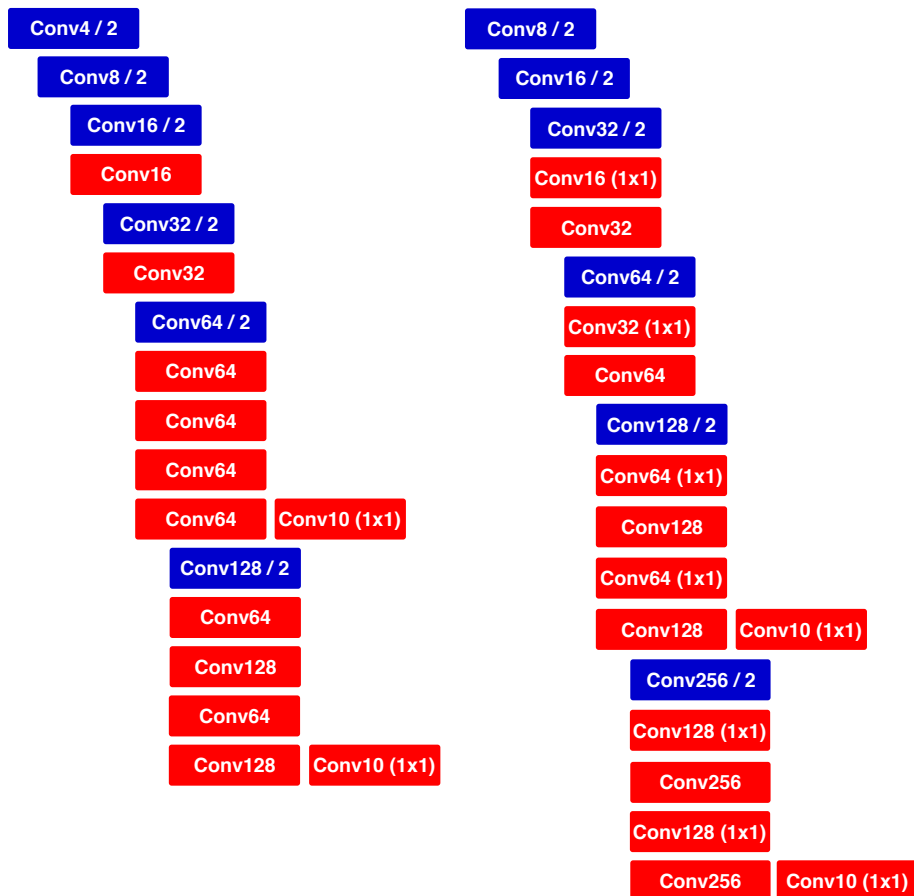 Conv4 / 2
Conv8 / 2
Conv16 / 2
Conv16
Conv32 / 2
Conv32
Conv64 / 2
Conv64
Conv64
Conv64
Conv64 Conv10 (1x1)
Conv128 / 2
Conv64
Conv128
Conv64
Conv128 Conv10 (1x1)
Conv8 / 2
Conv16 / 2
Conv32 / 2
Conv16 (1x1)
Conv32
Conv64 / 2
Conv32 (1x1)
Conv64
Conv128 / 2
Conv64 (1x1)
Conv128
Conv64 (1x1)
Conv128 Conv10 (1x1)
Conv256 / 2
Conv128 (1x1)
Conv256
Conv128 (1x1)
Conv256 Conv10 (1x1)